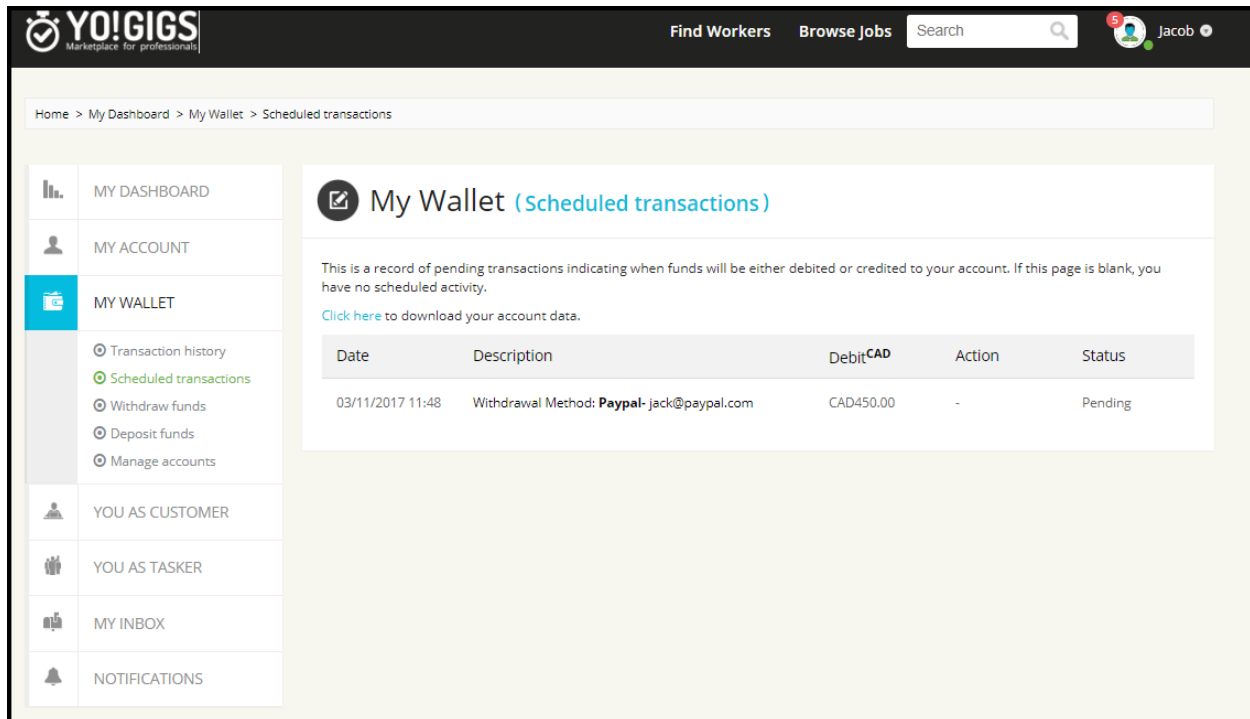 YO!GIGS
Marketplace for professionals
Find Workers Browse Jobs Search 5 Jacob
Home > My Dashboard > My Wallet > Scheduled transactions
MY DASHBOARD
MY ACCOUNT
MY WALLET
Transaction history
Scheduled transactions
Withdraw funds
Deposit funds
Manage accounts
YOU AS CUSTOMER
YOU AS TASKER
MY INBOX
NOTIFICATIONS
My Wallet (Scheduled transactions)
This is a record of pending transactions indicating when funds will be either debited or credited to your account. If this page is blank, you
have no scheduled activity.
Click here to download your account data.
Date Description DebitCAD Action Status
03/11/2017 11:48 Withdrawal Method: Paypal- jack@paypal.com CAD450.00 - Pending